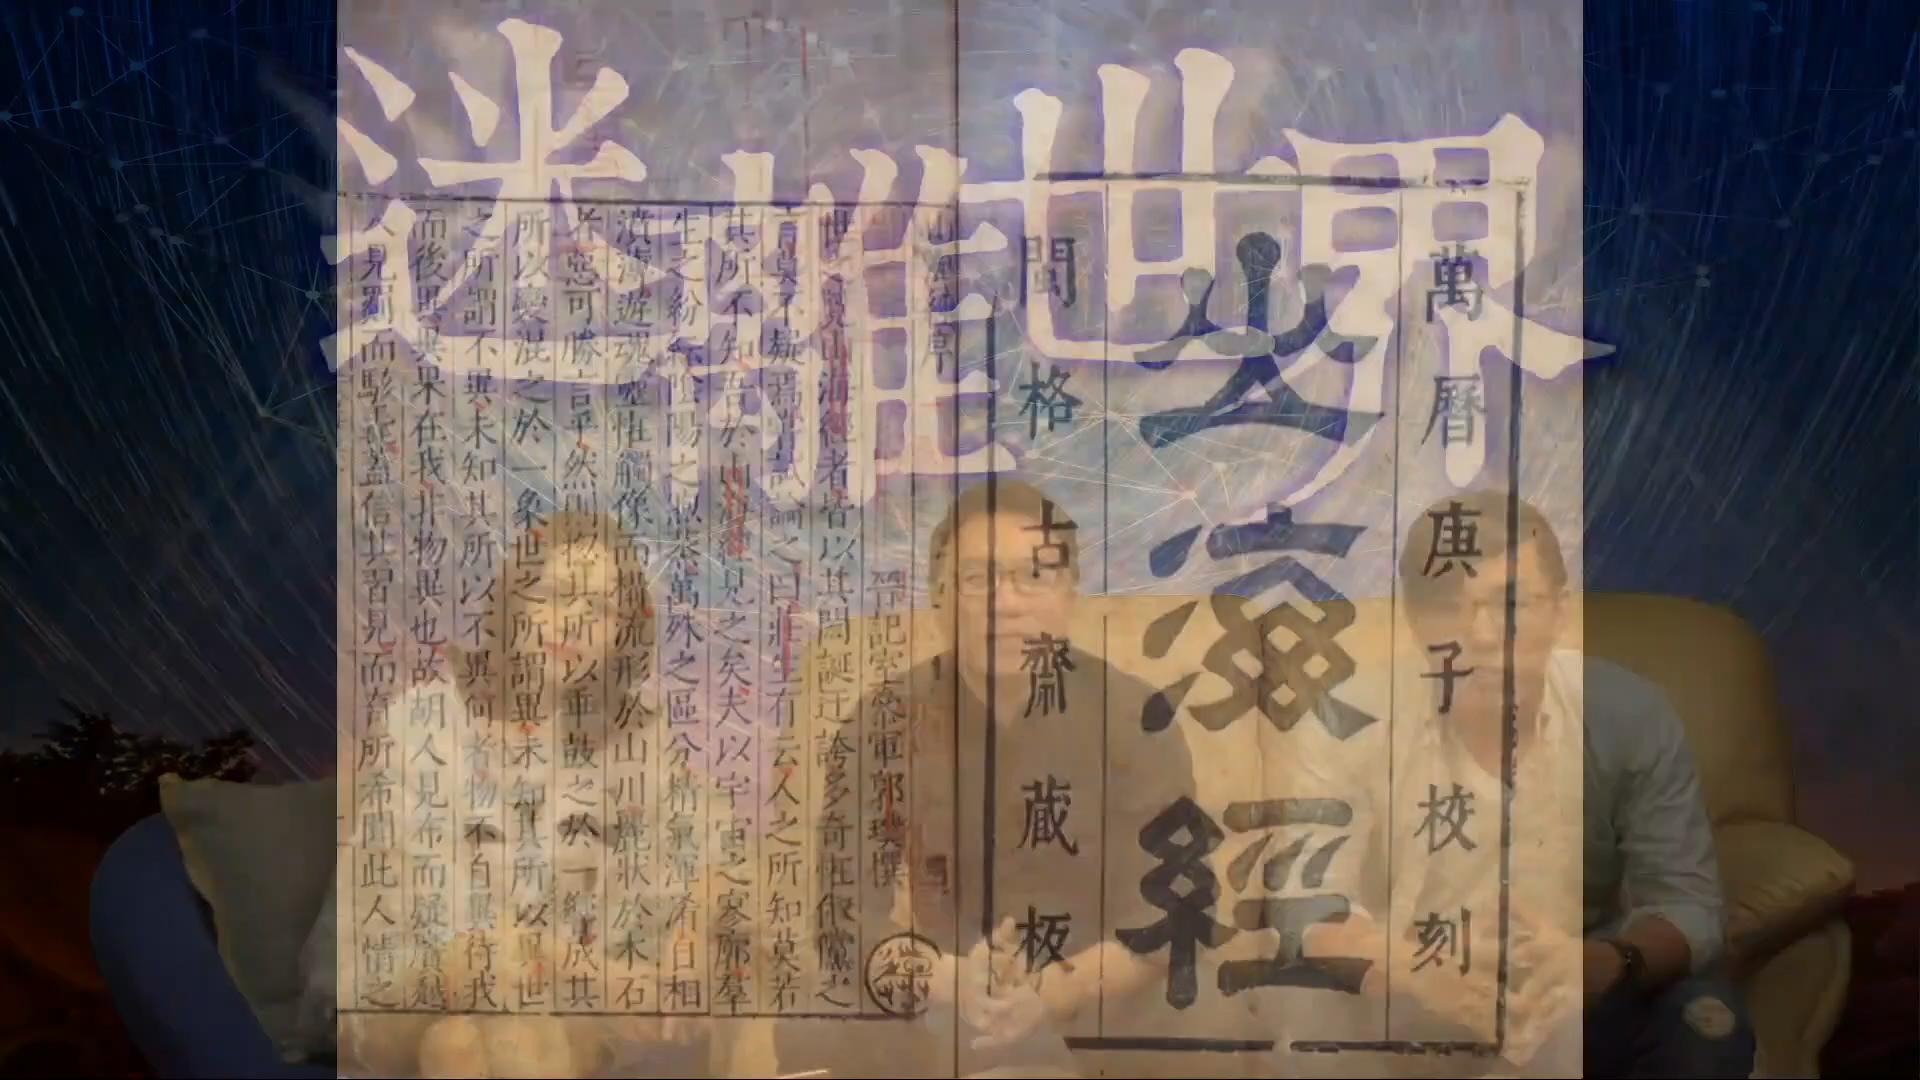 迷離世界
萬曆庚子校刻
山海經
閩格古齋蔵板
晉記室參軍郭璞撰
世之覽山海經者皆以其閎誕迂誇多奇怪俶儻之
言莫不疑焉嘗試論之曰莊生有云人之所知莫若
其所不知吾於山海經見之矣夫以宇宙之寥廓羣
生之紛紜陰陽之煦蒸萬殊之區分精氣渾淆自相
濆薄遊魂靈怪觸像而構流形於山川麗狀於木石
者惡可勝言乎然則總其所以乖鼓之於一響成其
所以變混之於一象世之所謂異未知其所以異世
之所謂不異未知其所以不異何者物不自異待我
而後異異果在我非物異也故胡人見布而疑黂越
人見罽而駭毳蓋信其習見而奇所希聞此人情之